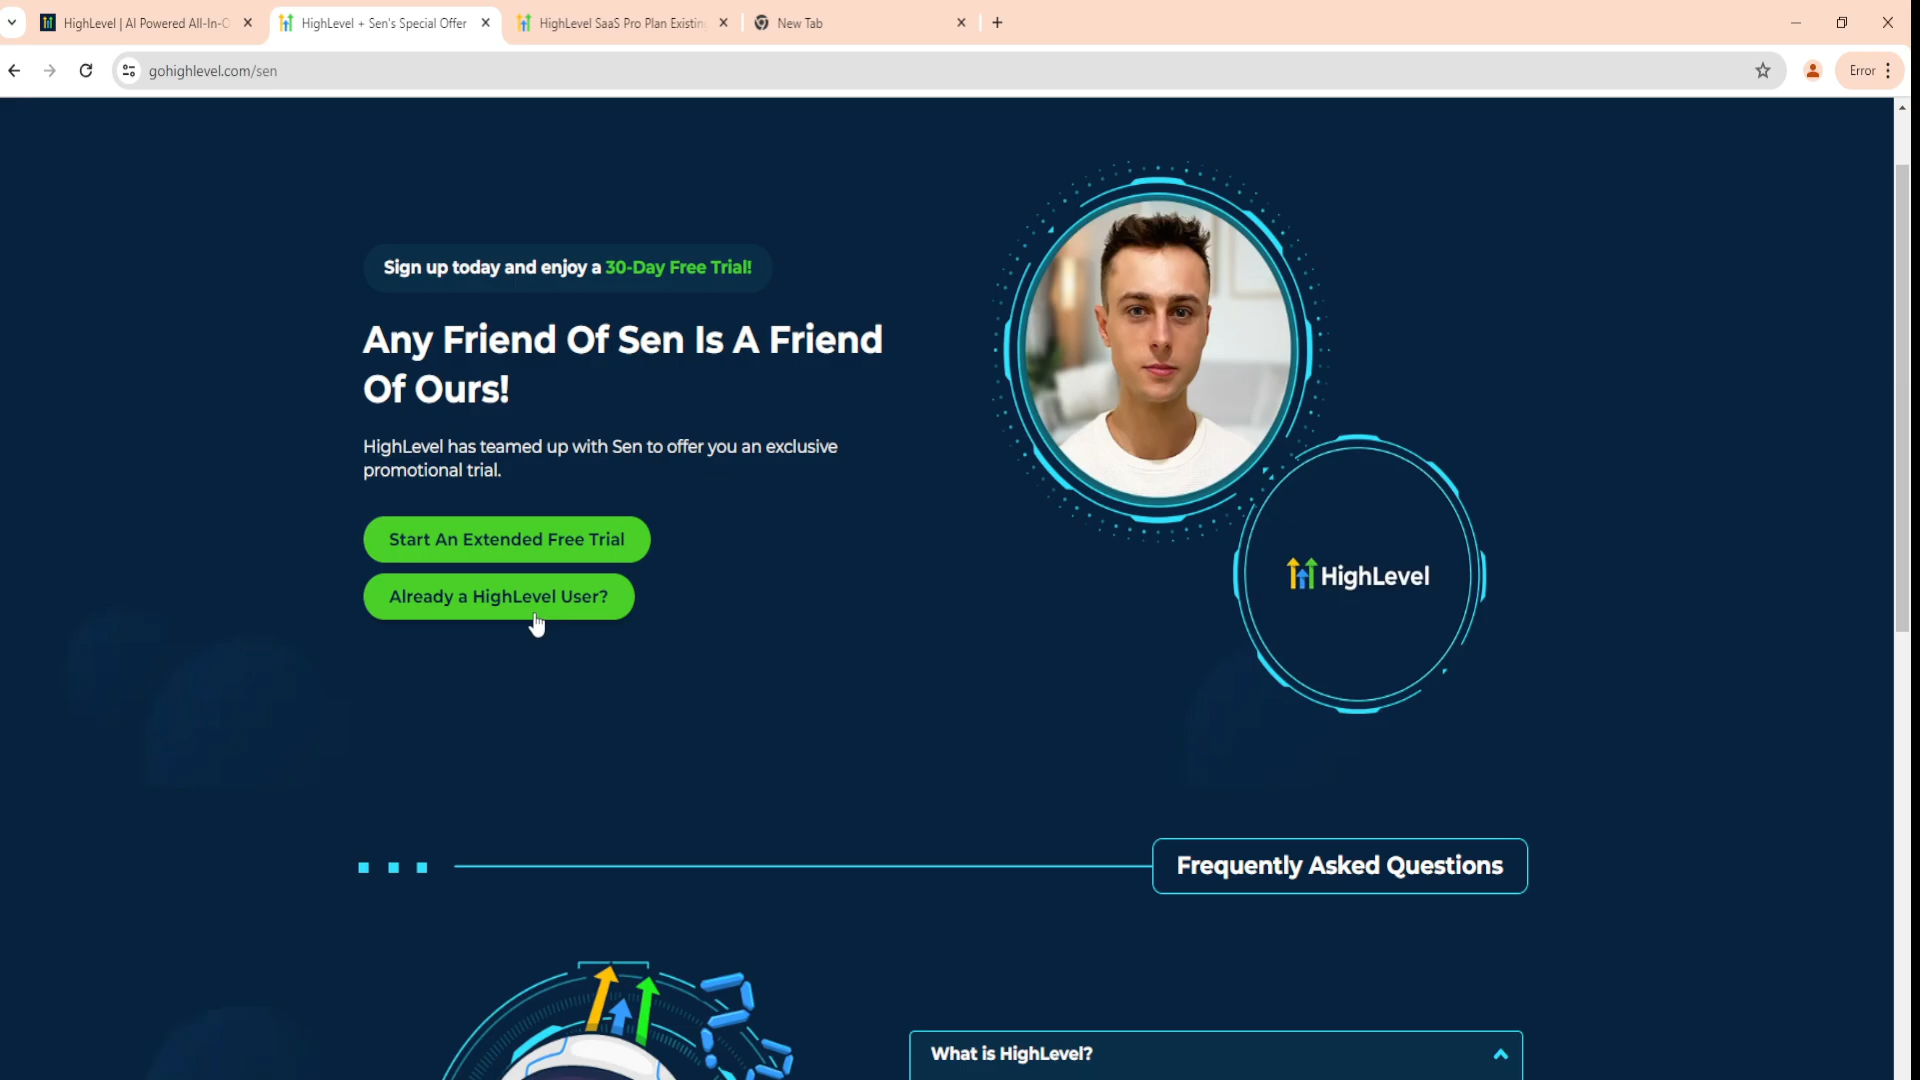 HighLevel | AI Powered All-In-O
HighLevel + Sen's Special Offer
HighLevel SaaS Pro Plan Existin
New Tab
gohighlevel.com/sen
Error
Sign up today and enjoy a 30-Day Free Trial!
Any Friend Of Sen Is A Friend
Of Ours!
HighLevel has teamed up with Sen to offer you an exclusive
promotional trial.
Start An Extended Free Trial
Already a HighLevel User?
HighLevel
Frequently Asked Questions
What is HighLevel?